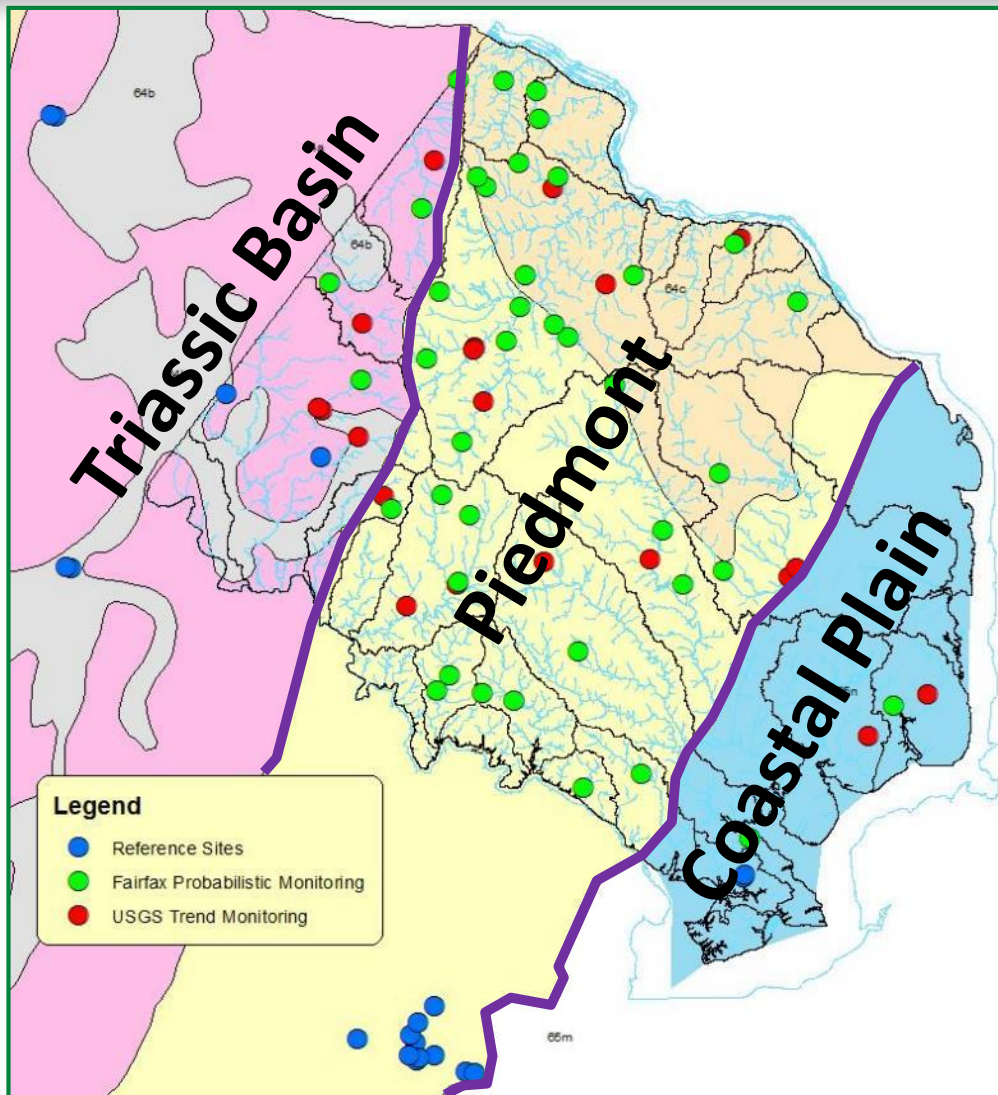 64b
Triassic Basin
64b
64c
Piedmont
Coastal Plain
Legend
Reference Sites
Fairfax Probabilistic Monitoring
USGS Trend Monitoring
66m